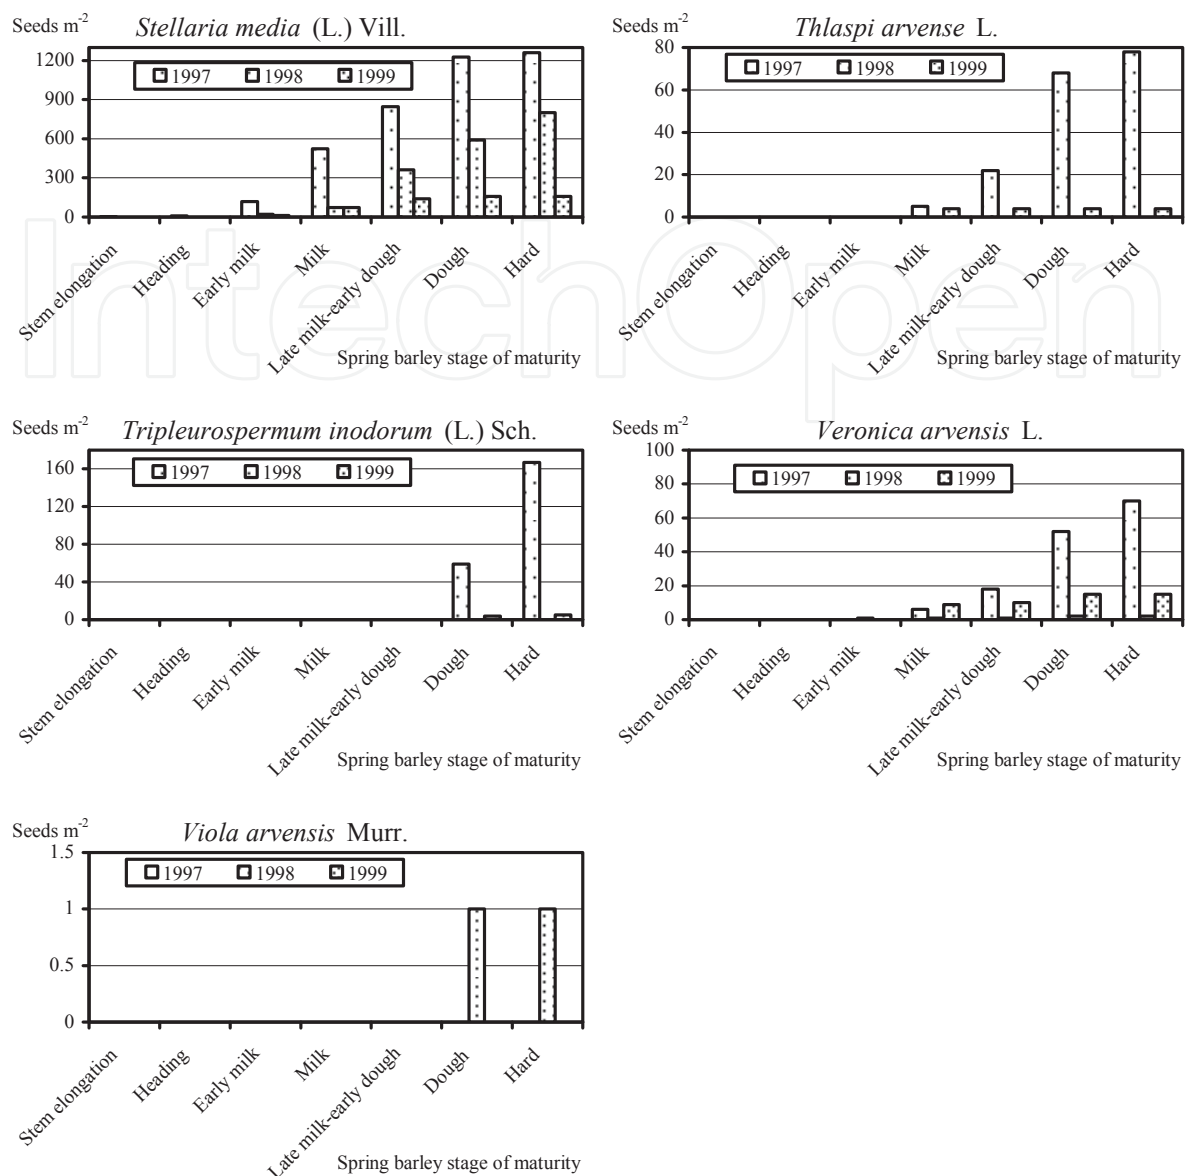 Seeds m-2
Stellaria media (L.) Vill.
1200
900
600
300
0
1997 1998 1999
Stem elongation
Heading
Early milk
Milk
Late milk-early dough
Dough
Hard
Spring barley stage of maturity
Seeds m-2
Thlaspi arvense L.
80
60
40
20
0
1997 1998 1999
Stem elongation
Heading
Early milk
Milk
Late milk-early dough
Dough
Hard
Spring barley stage of maturity
IntechOpen
Seeds m-2
Tripleurospermum inodorum (L.) Sch.
160
120
80
40
0
1997 1998 1999
Stem elongation
Heading
Early milk
Milk
Late milk-early dough
Dough
Hard
Spring barley stage of maturity
Seeds m-2
Veronica arvensis L.
100
80
60
40
20
0
1997 1998 1999
Stem elongation
Heading
Early milk
Milk
Late milk-early dough
Dough
Hard
Spring barley stage of maturity
Seeds m-2
Viola arvensis Murr.
1.5
1
0.5
0
1997 1998 1999
Stem elongation
Heading
Early milk
Milk
Late milk-early dough
Dough
Hard
Spring barley stage of maturity